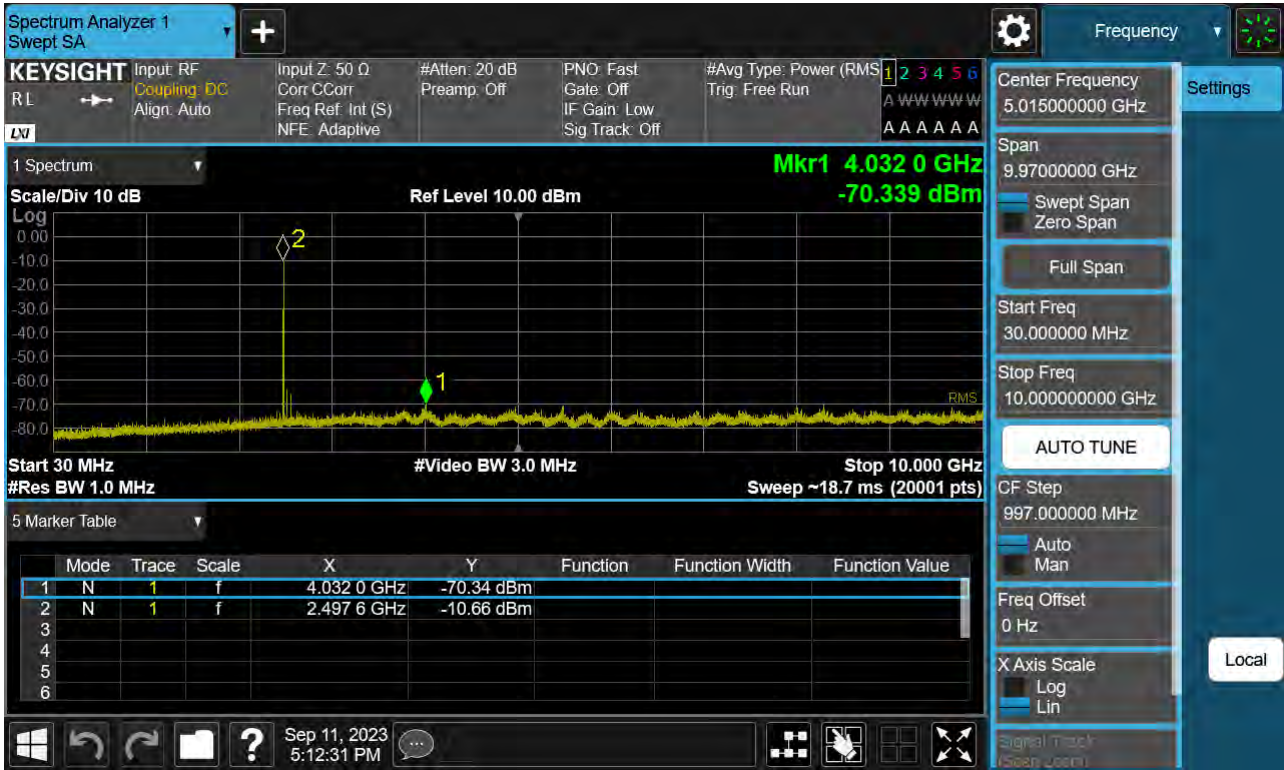 Spectrum Analyzer 1
Swept SA
Frequency
KEYSIGHT
RL
LXI
Input: RF
Coupling: DC
Align: Auto
Input Z: 50 Ω
Corr CCorr
Freq Ref: Int (S)
NFE: Adaptive
#Atten: 20 dB
Preamp: Off
PNO: Fast
Gate: Off
IF Gain: Low
Sig Track: Off
#Avg Type: Power (RMS
Trig: Free Run
1 2 3 4 5 6
A W W W W W
A A A A A A
1 Spectrum
Mkr1 4.032 0 GHz
-70.339 dBm
Scale/Div 10 dB
Ref Level 10.00 dBm
Log
0.00
-10.0
-20.0
-30.0
-40.0
-50.0
-60.0
-70.0
-80.0
2
1
RMS
Start 30 MHz
#Video BW 3.0 MHz
Stop 10.000 GHz
#Res BW 1.0 MHz
Sweep ~18.7 ms (20001 pts)
5 Marker Table
Mode Trace Scale X Y Function Function Width Function Value
1 N 1 f 4.032 0 GHz -70.34 dBm
2 N 1 f 2.497 6 GHz -10.66 dBm
3
4
5
6
Sep 11, 2023
5:12:31 PM
Center Frequency
5.015000000 GHz
Settings
Span
9.97000000 GHz
Swept Span
Zero Span
Full Span
Start Freq
30.000000 MHz
Stop Freq
10.000000000 GHz
AUTO TUNE
CF Step
997.000000 MHz
Auto
Man
Freq Offset
0 Hz
X Axis Scale
Log
Lin
Local
Signal Track
(Span Zoom)